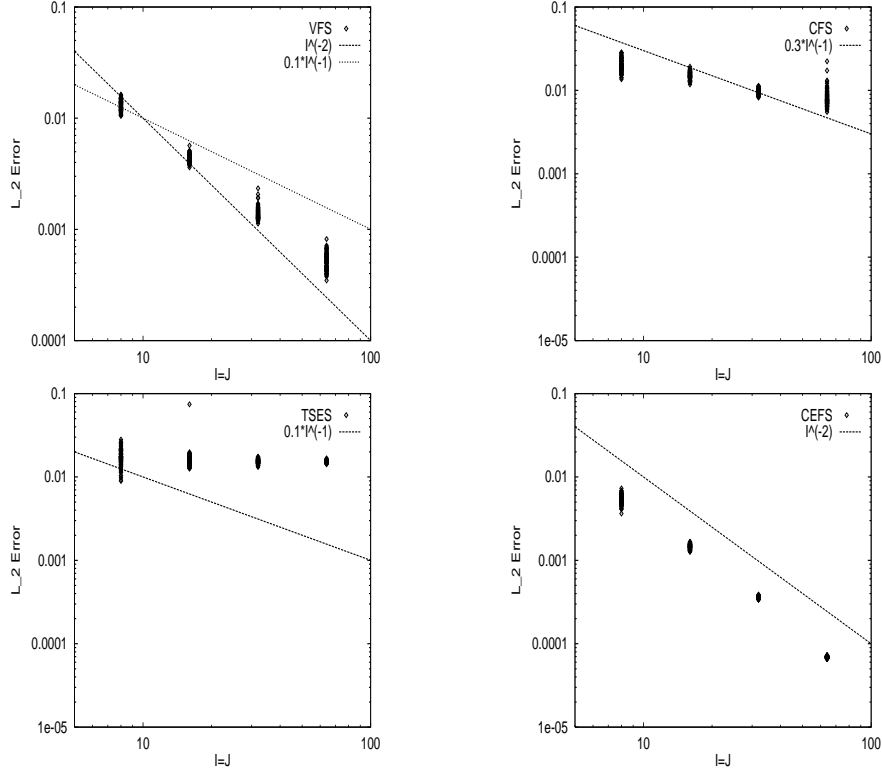 0.1
VFS
I^(-2)
0.1*I^(-1)
0.01
L_2 Error
0.001
0.0001
10
100
I=J
0.1
CFS
0.3*I^(-1)
0.01
0.001
L_2 Error
0.0001
1e-05
10
100
I=J
0.1
TSES
0.1*I^(-1)
0.01
L_2 Error
0.001
0.0001
1e-05
10
100
I=J
0.1
CEFS
I^(-2)
0.01
L_2 Error
0.001
0.0001
1e-05
10
100
I=J